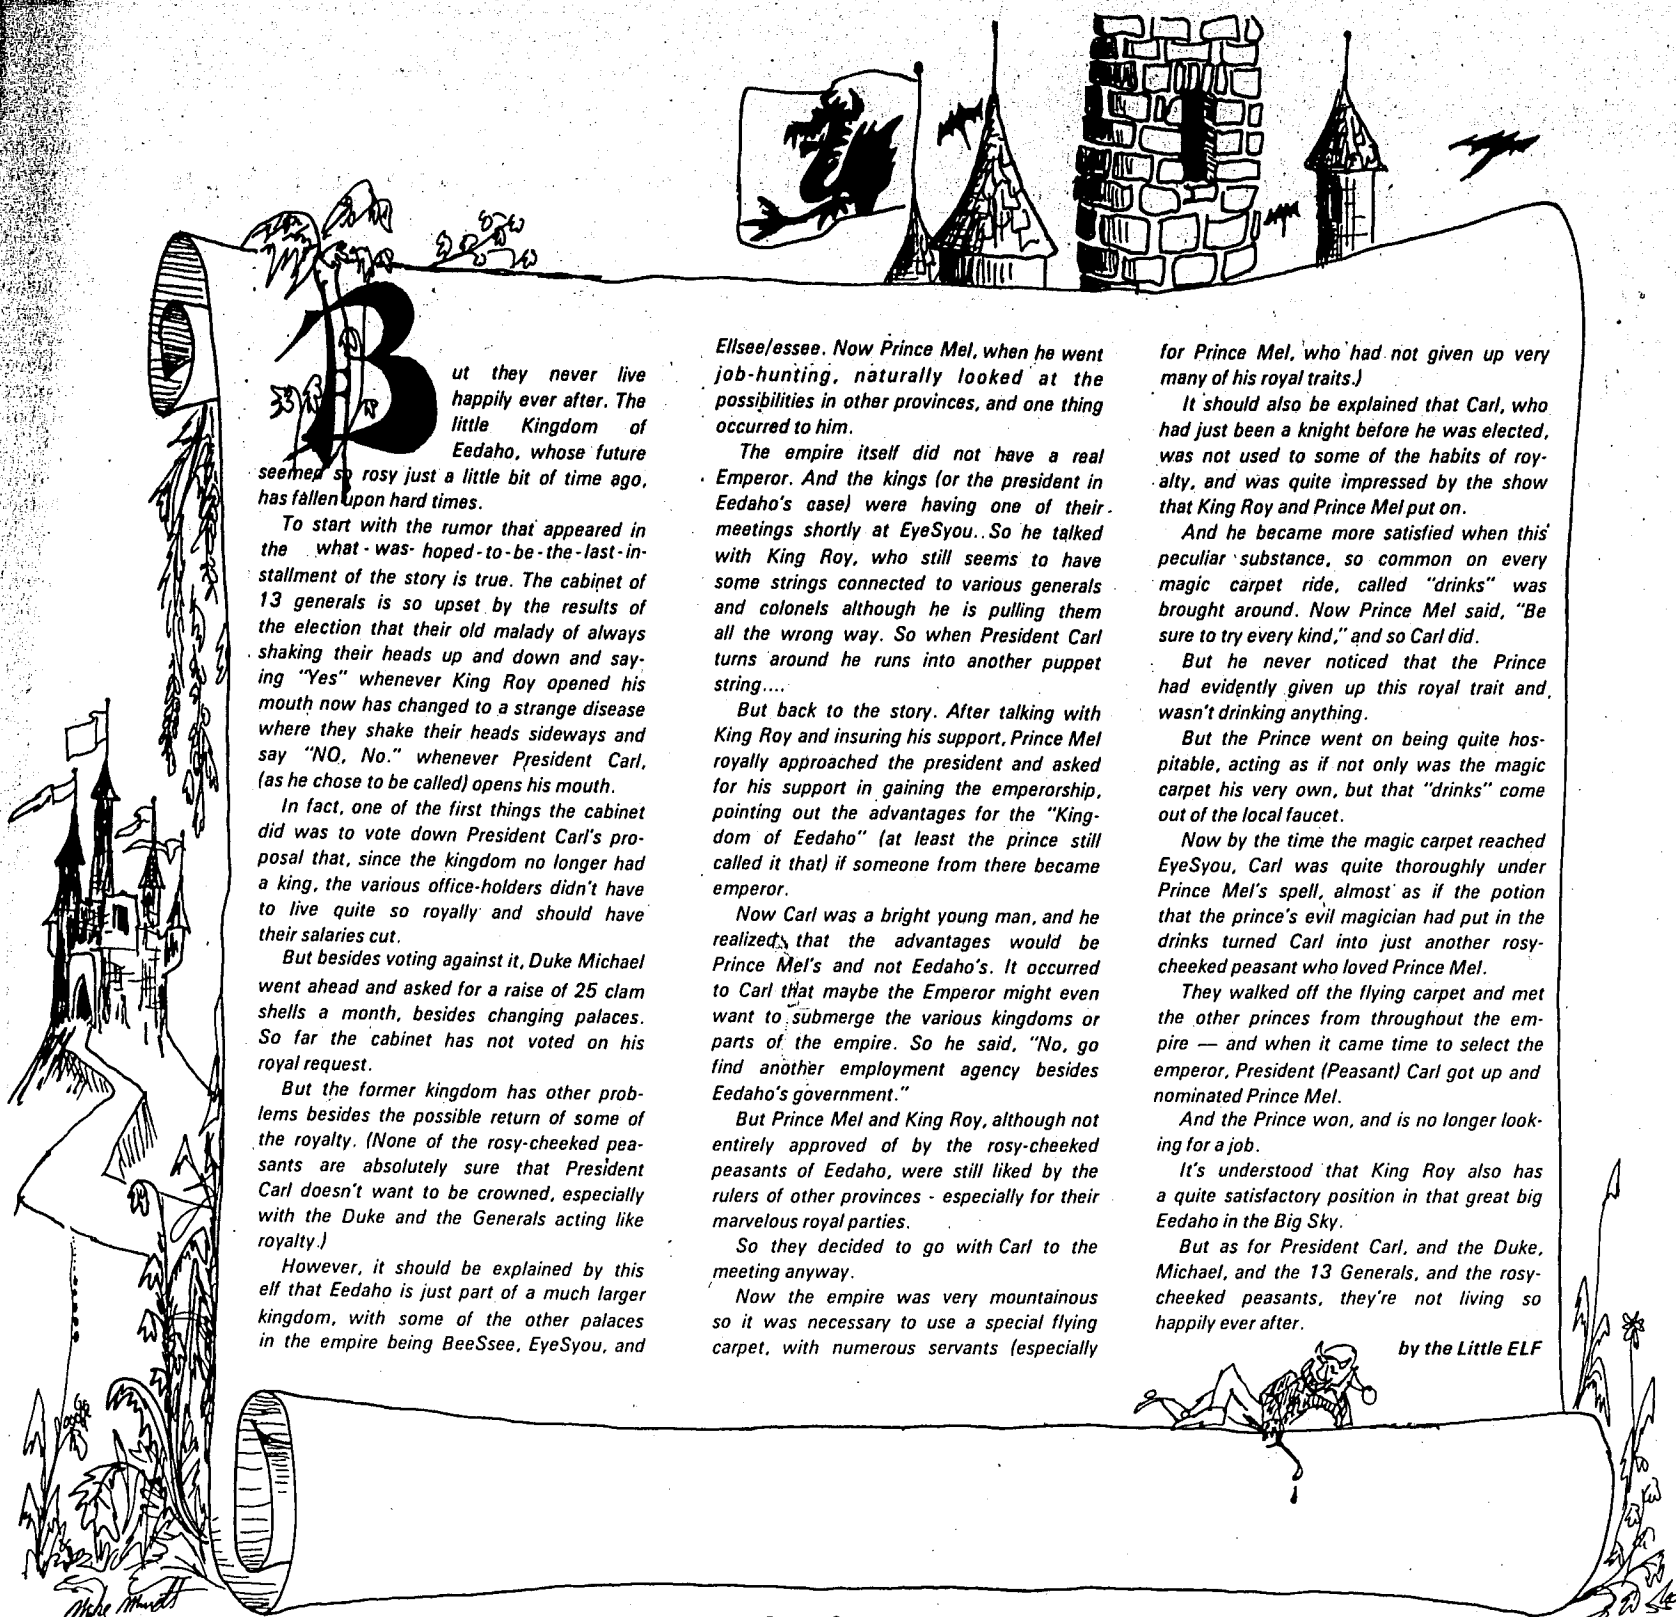 But they never live
happily ever after. The
little Kingdom of
Eedaho, whose future
seemed so rosy just a little bit of time ago,
has fallen upon hard times.
To start with the rumor that appeared in
the what-was-hoped-to-be-the-last-in-
stallment of the story is true. The cabinet of
13 generals is so upset by the results of
the election that their old malady of always
shaking their heads up and down and say-
ing "Yes" whenever King Roy opened his
mouth now has changed to a strange disease
where they shake their heads sideways and
say "NO, No." whenever President Carl,
(as he chose to be called) opens his mouth.
In fact, one of the first things the cabinet
did was to vote down President Carl's pro-
posal that, since the kingdom no longer had
a king, the various office-holders didn't have
to live quite so royally and should have
their salaries cut.
But besides voting against it, Duke Michael
went ahead and asked for a raise of 25 clam
shells a month, besides changing palaces.
So far the cabinet has not voted on his
royal request.
But the former kingdom has other prob-
lems besides the possible return of some of
the royalty. (None of the rosy-cheeked pea-
sants are absolutely sure that President
Carl doesn't want to be crowned, especially
with the Duke and the Generals acting like
royalty.)
However, it should be explained by this
elf that Eedaho is just part of a much larger
kingdom, with some of the other palaces
in the empire being BeeSsee, EyeSyou, and
Ellsee/essee. Now Prince Mel, when he went
job-hunting, naturally looked at the
possibilities in other provinces, and one thing
occurred to him.
The empire itself did not have a real
Emperor. And the kings (or the president in
Eedaho's case) were having one of their
meetings shortly at EyeSyou.. So he talked
with King Roy, who still seems to have
some strings connected to various generals
and colonels although he is pulling them
all the wrong way. So when President Carl
turns around he runs into another puppet
string....
But back to the story. After talking with
King Roy and insuring his support, Prince Mel
royally approached the president and asked
for his support in gaining the emperorship,
pointing out the advantages for the "King-
dom of Eedaho" (at least the prince still
called it that) if someone from there became
emperor.
Now Carl was a bright young man, and he
realized that the advantages would be
Prince Mel's and not Eedaho's. It occurred
to Carl that maybe the Emperor might even
want to submerge the various kingdoms or
parts of the empire. So he said, "No, go
find another employment agency besides
Eedaho's government."
But Prince Mel and King Roy, although not
entirely approved of by the rosy-cheeked
peasants of Eedaho, were still liked by the
rulers of other provinces - especially for their
marvelous royal parties.
So they decided to go with Carl to the
meeting anyway.
Now the empire was very mountainous
so it was necessary to use a special flying
carpet, with numerous servants (especially
for Prince Mel, who had not given up very
many of his royal traits.)
It should also be explained that Carl, who
had just been a knight before he was elected,
was not used to some of the habits of roy-
alty, and was quite impressed by the show
that King Roy and Prince Mel put on.
And he became more satisfied when this
peculiar substance, so common on every
magic carpet ride, called "drinks" was
brought around. Now Prince Mel said, "Be
sure to try every kind," and so Carl did.
But he never noticed that the Prince
had evidently given up this royal trait and
wasn't drinking anything.
But the Prince went on being quite hos-
pitable, acting as if not only was the magic
carpet his very own, but that "drinks" come
out of the local faucet.
Now by the time the magic carpet reached
EyeSyou, Carl was quite thoroughly under
Prince Mel's spell, almost as if the potion
that the prince's evil magician had put in the
drinks turned Carl into just another rosy-
cheeked peasant who loved Prince Mel.
They walked off the flying carpet and met
the other princes from throughout the em-
pire — and when it came time to select the
emperor, President (Peasant) Carl got up and
nominated Prince Mel.
And the Prince won, and is no longer look-
ing for a job.
It's understood that King Roy also has
a quite satisfactory position in that great big
Eedaho in the Big Sky.
But as for President Carl, and the Duke,
Michael, and the 13 Generals, and the rosy-
cheeked peasants, they're not living so
happily ever after.
by the Little ELF
Mike